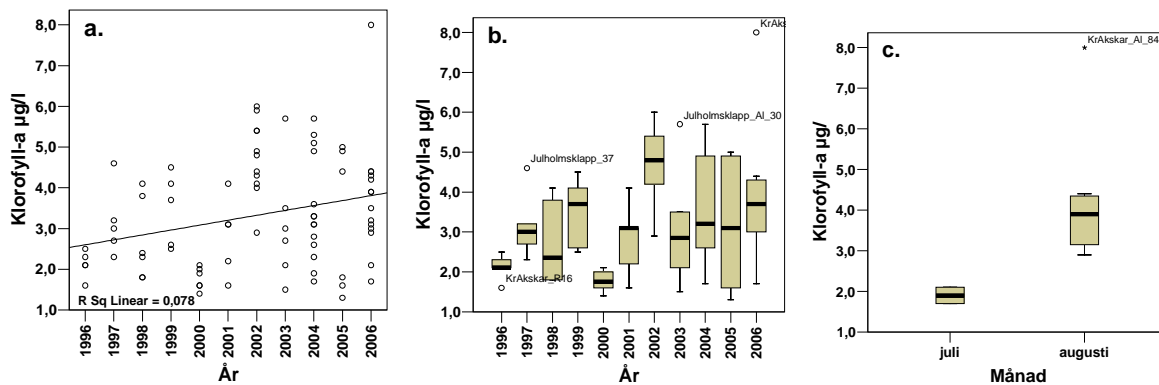 a.
Klorofyll-a µg/l
8,0
7,0
6,0
5,0
4,0
3,0
2,0
1,0
R Sq Linear = 0,078
1996
1997
1998
1999
2000
2001
2002
2003
2004
2005
2006
År
b.
Klorofyll-a µg/l
8,0
7,0
6,0
5,0
4,0
3,0
2,0
1,0
KrAks
Julholmsklapp_AI_30
Julholmsklapp_37
KrAkskar_R16
1996
1997
1998
1999
2000
2001
2002
2003
2004
2005
2006
År
c.
Klorofyll-a µg/
8,0
7,0
6,0
5,0
4,0
3,0
2,0
1,0
KrAkskar_AI_84
juli
augusti
Månad